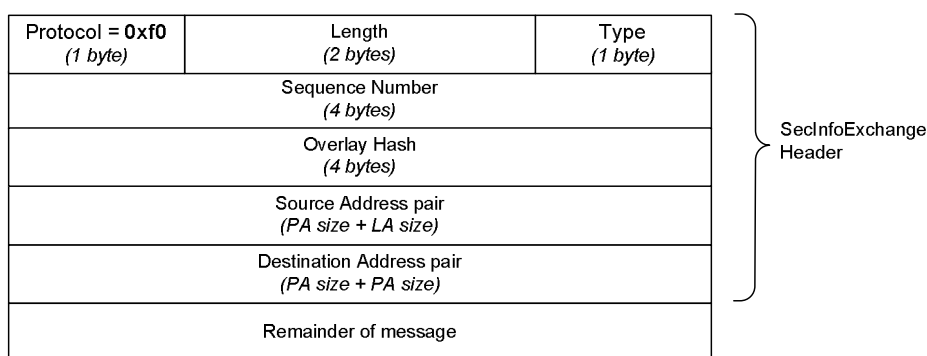 Protocol = 0xf0
(1 byte)
Length
(2 bytes)
Type
(1 byte)
Sequence Number
(4 bytes)
Overlay Hash
(4 bytes)
Source Address pair
(PA size + LA size)
Destination Address pair
(PA size + PA size)
Remainder of message
SecInfoExchange
Header